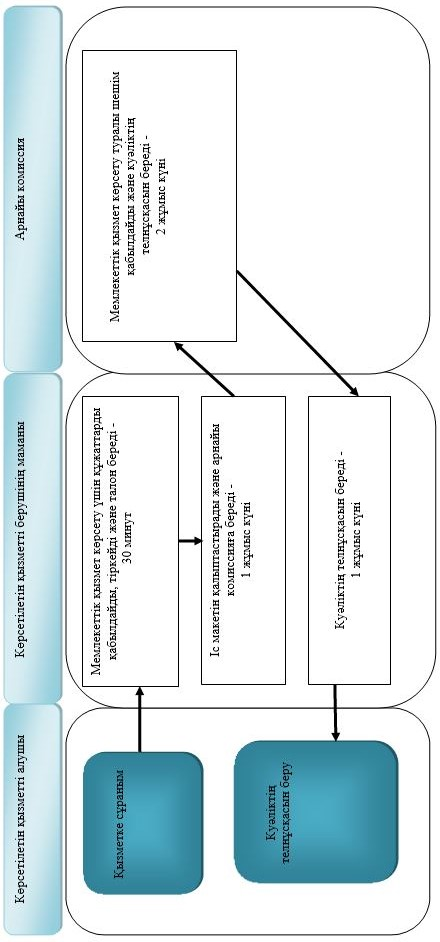 Көрсетілетін қызметті алушы
Көрсетілетін қызметті берушінің маманы
Арнайы комиссия
Қызметке сұраным
Мемлекеттік қызмет көрсету үшін құжаттарды
қабылдайды, тіркейді және талон береді -
30 минут
Іс макетін қалыптастырады және арнайы
комиссияға береді -
1 жұмыс күні
Мемлекеттік қызмет көрсету туралы шешім
қабылдайды және куәліктің
телнұсқасын береді -
2 жұмыс күні
Куәліктің телнұсқасын береді -
1 жұмыс күні
Куәліктің
телнұсқасын беру